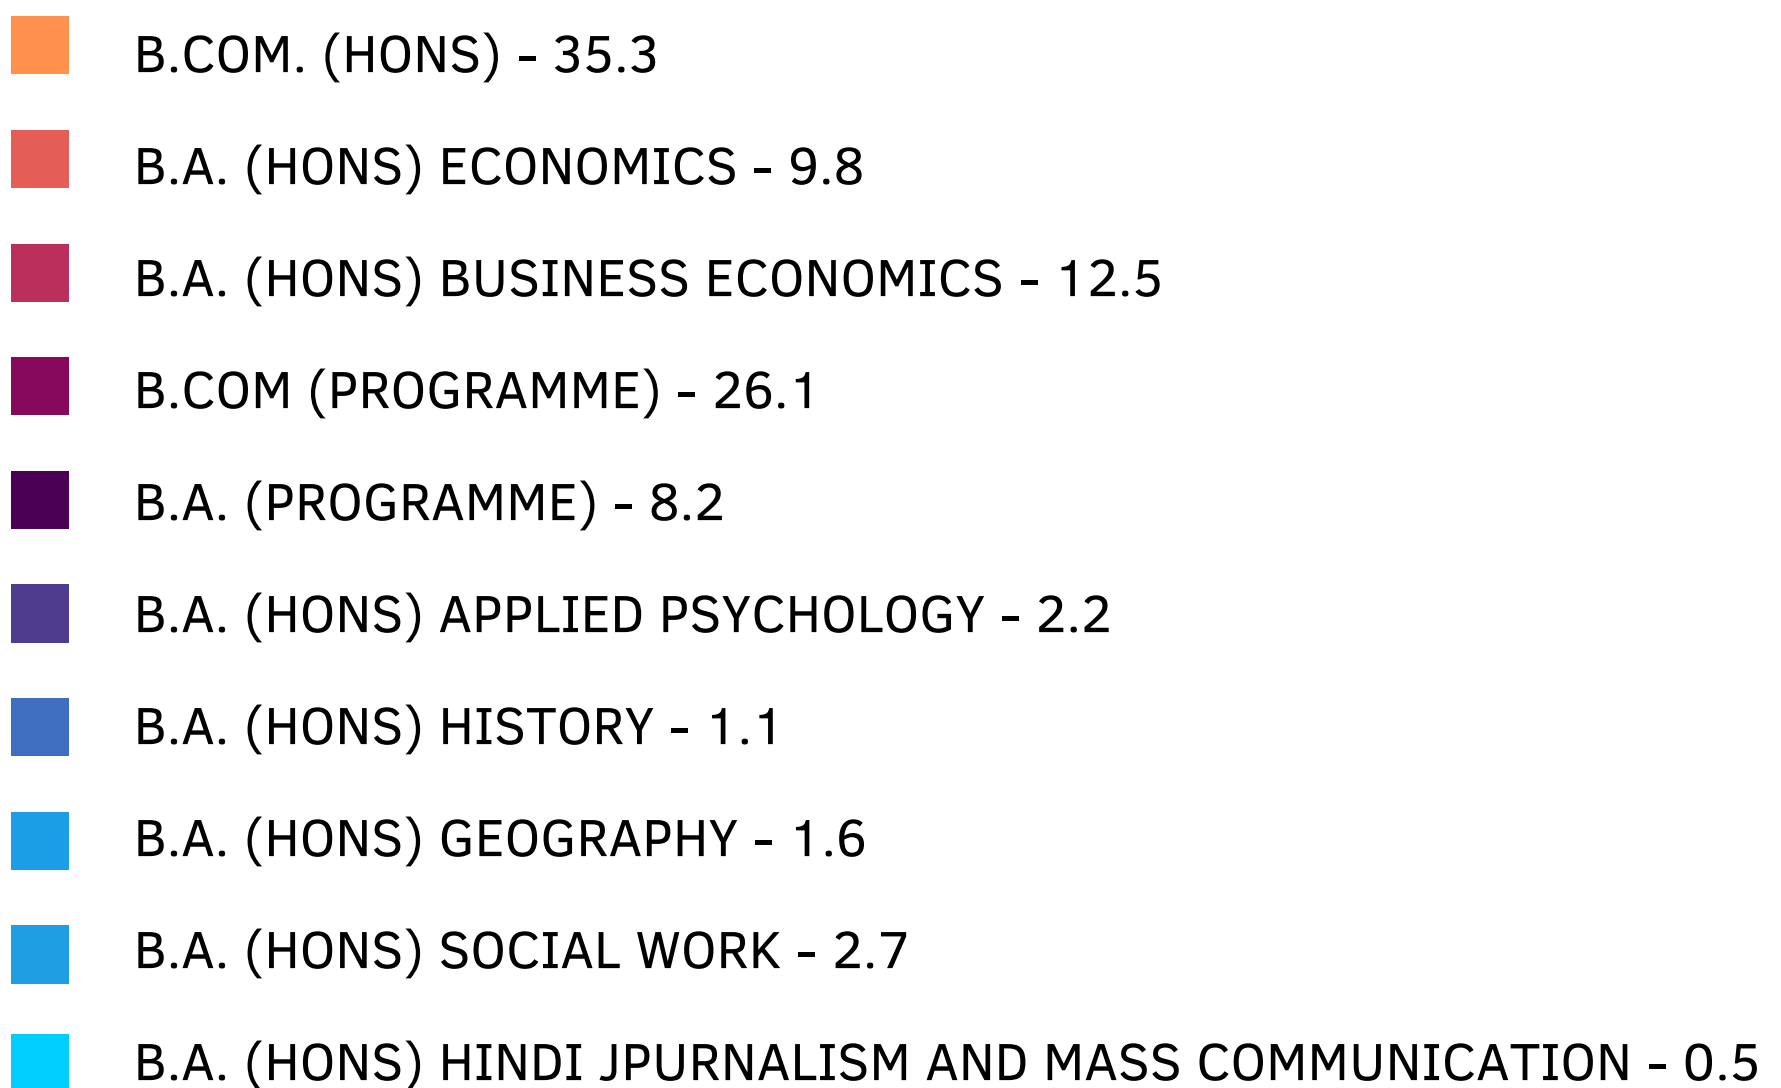 B.COM. (HONS) - 35.3
B.A. (HONS) ECONOMICS - 9.8
B.A. (HONS) BUSINESS ECONOMICS - 12.5
B.COM (PROGRAMME) - 26.1
B.A. (PROGRAMME) - 8.2
B.A. (HONS) APPLIED PSYCHOLOGY - 2.2
B.A. (HONS) HISTORY - 1.1
B.A. (HONS) GEOGRAPHY - 1.6
B.A. (HONS) SOCIAL WORK - 2.7
B.A. (HONS) HINDI JPURNALISM AND MASS COMMUNICATION - 0.5